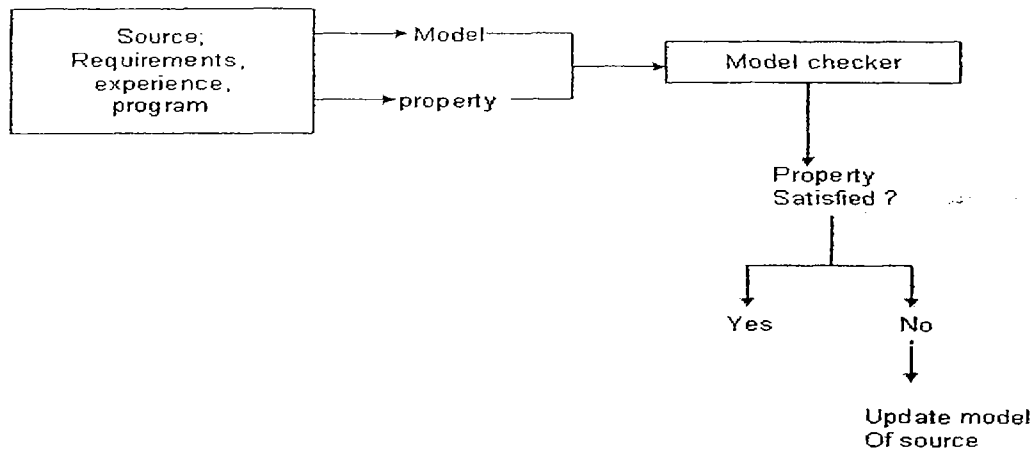 Source;
Requirements,
experience,
program
Model
property
Model checker
Property
Satisfied ?
Yes
No
Update model
Of source